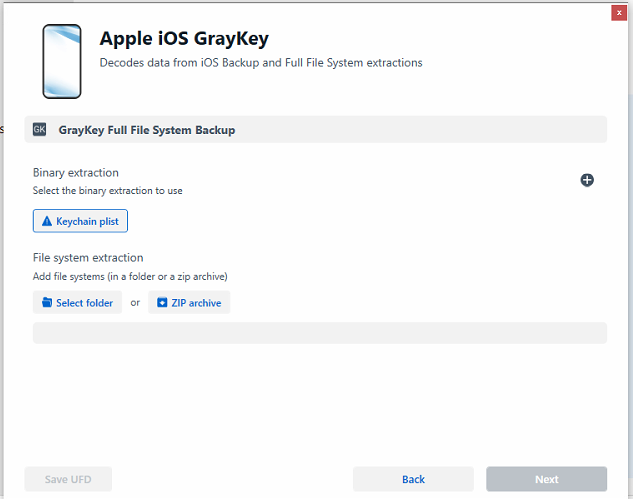 x
Apple iOS GrayKey
Decodes data from iOS Backup and Full File System extractions
s
GK GrayKey Full File System Backup
Binary extraction
Select the binary extraction to use
Keychain plist
File system extraction
Add file systems (in a folder or a zip archive)
Select folder or ZIP archive
Save UFD Back Next